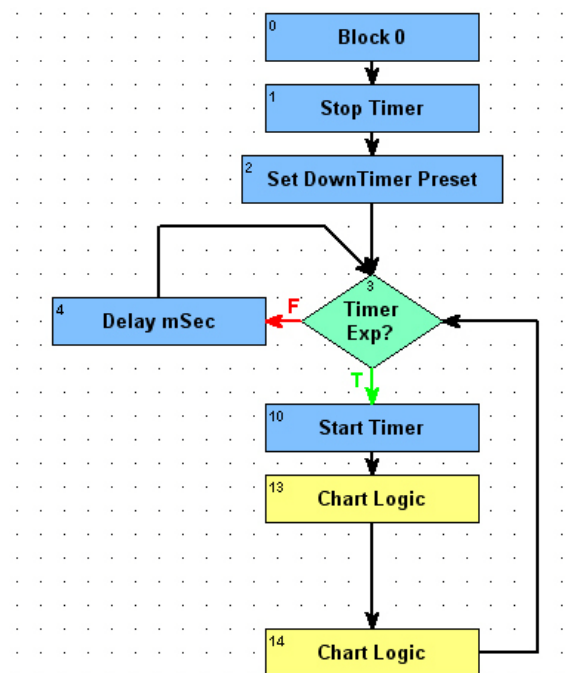 0
Block 0
1
Stop Timer
2
Set DownTimer Preset
3
Timer
Exp?
F
4
Delay mSec
T
10
Start Timer
13
Chart Logic
14
Chart Logic